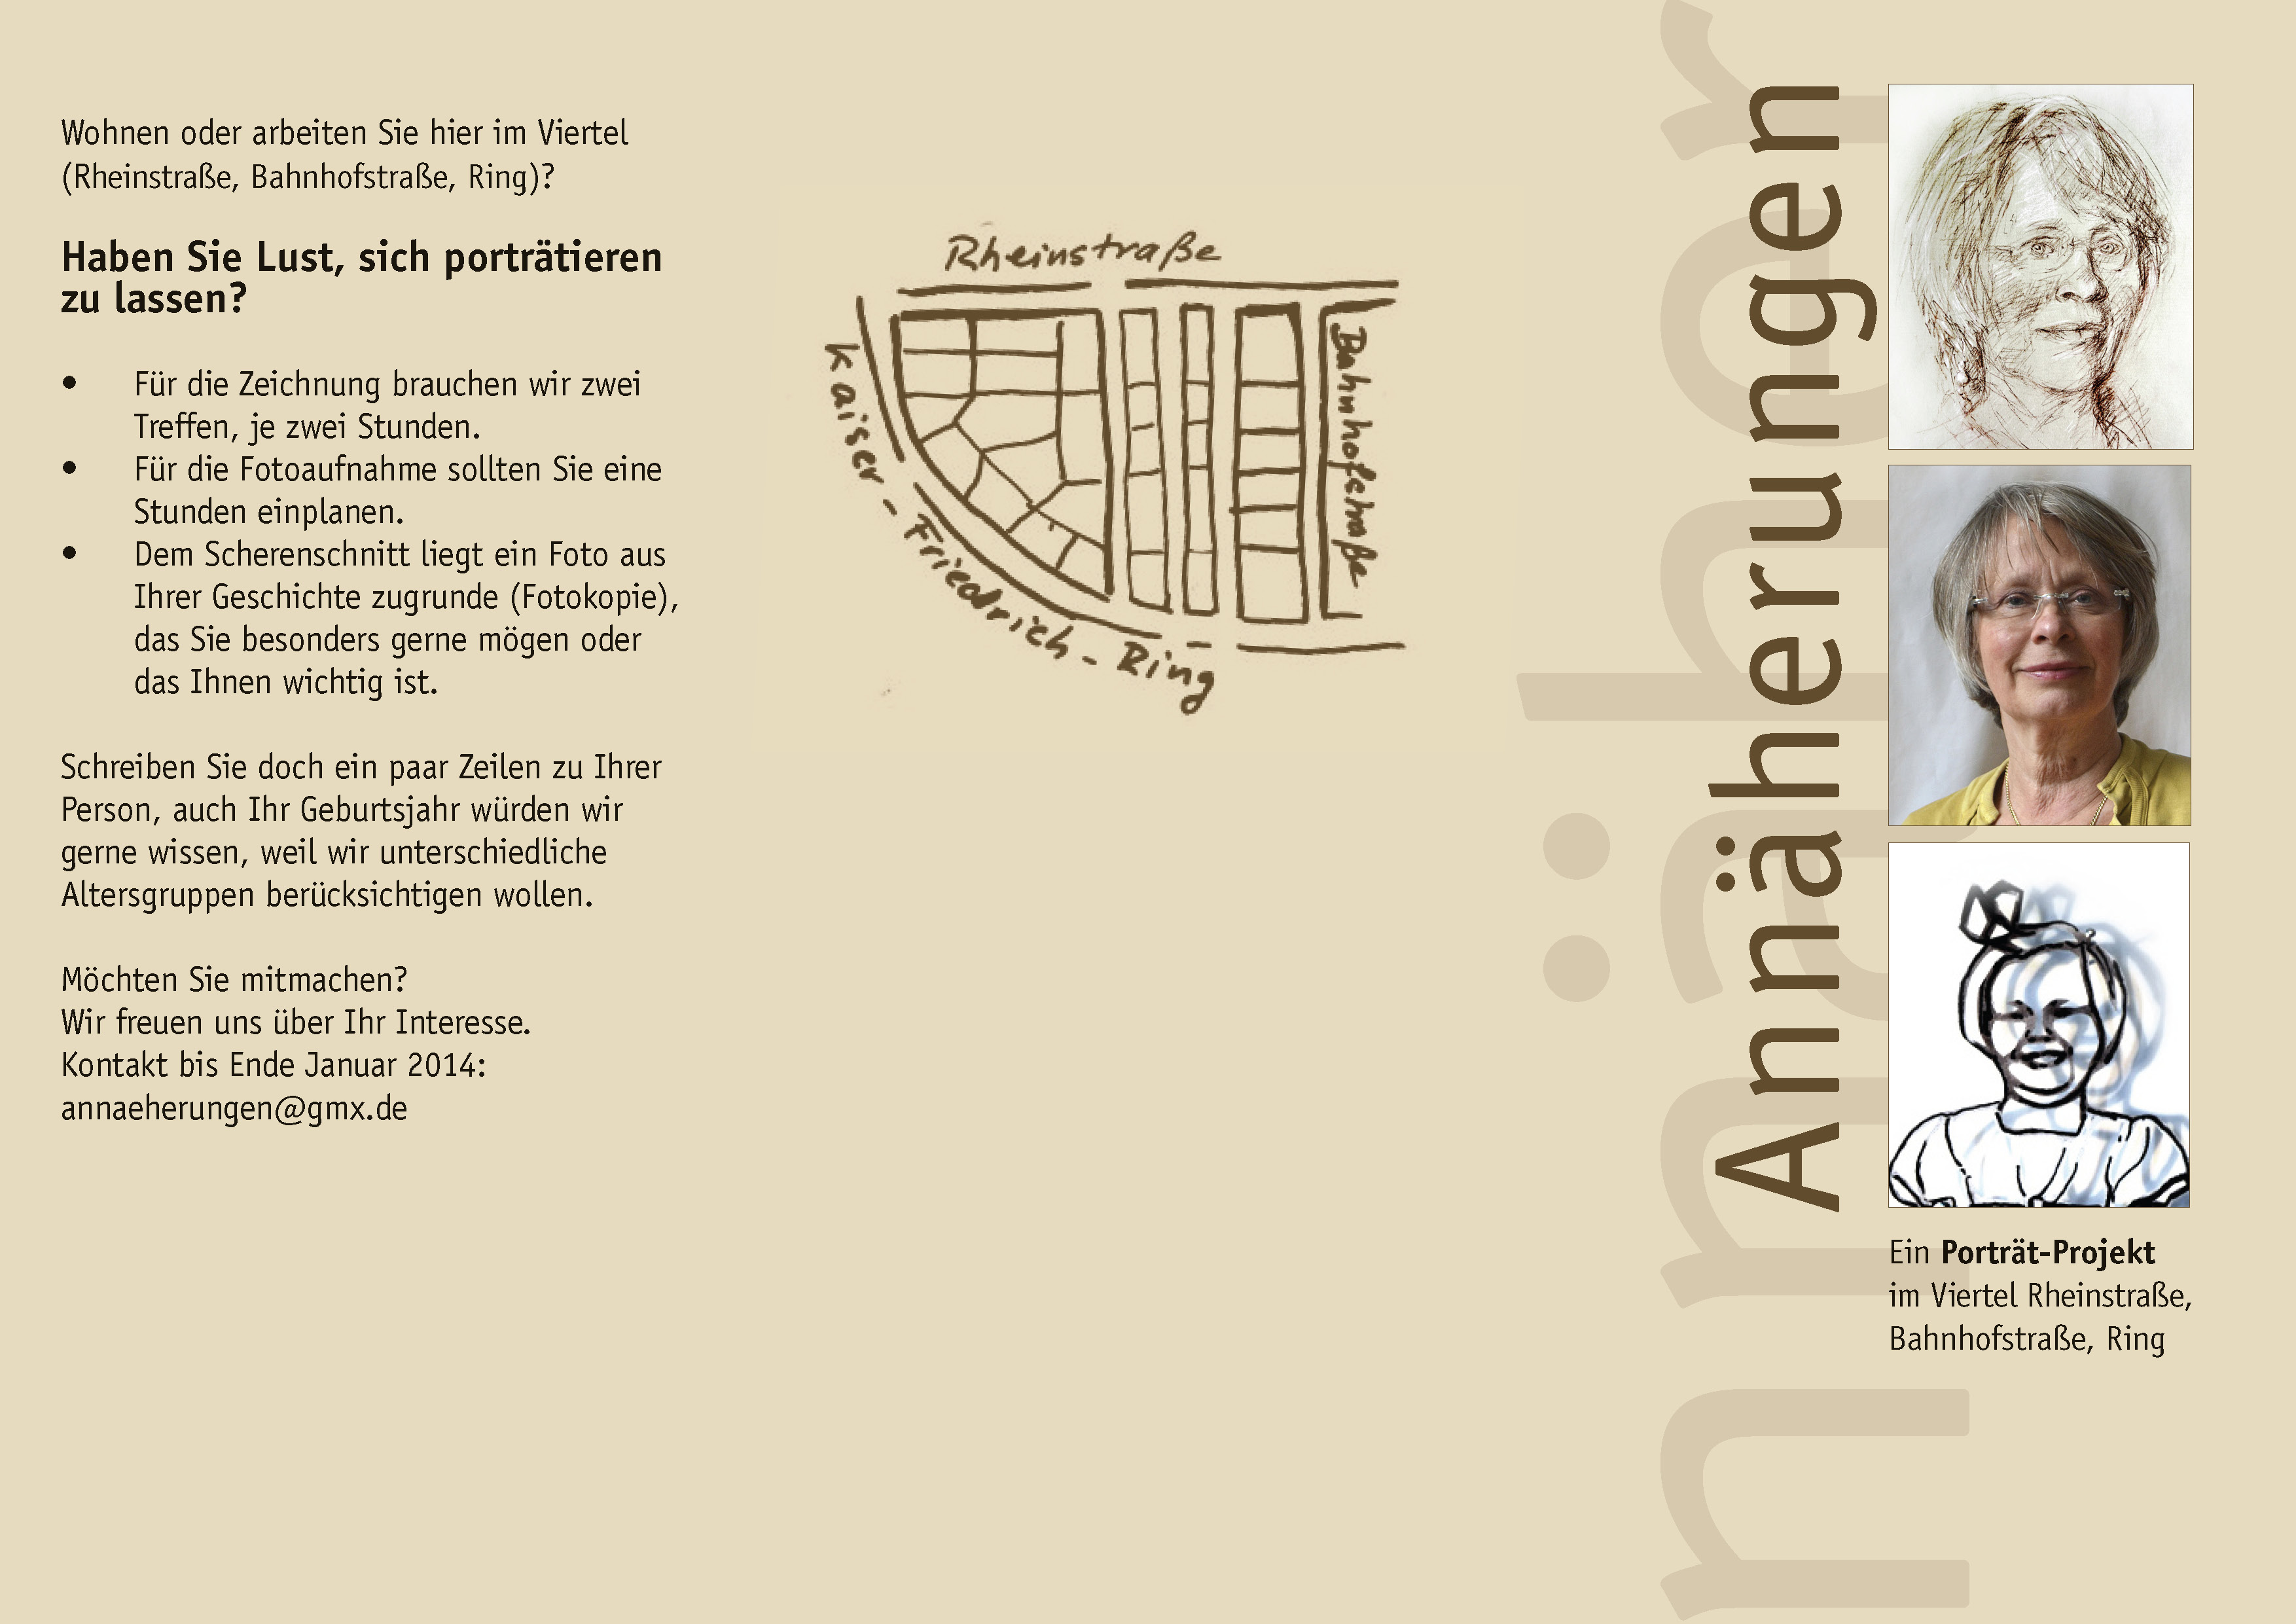 Wohnen oder arbeiten Sie hier im Viertel
(Rheinstraße, Bahnhofstraße, Ring)?
Haben Sie Lust, sich porträtieren
zu lassen?
• Für die Zeichnung brauchen wir zwei
Treffen, je zwei Stunden.
• Für die Fotoaufnahme sollten Sie eine
Stunden einplanen.
• Dem Scherenschnitt liegt ein Foto aus
Ihrer Geschichte zugrunde (Fotokopie),
das Sie besonders gerne mögen oder
das Ihnen wichtig ist.
Schreiben Sie doch ein paar Zeilen zu Ihrer
Person, auch Ihr Geburtsjahr würden wir
gerne wissen, weil wir unterschiedliche
Altersgruppen berücksichtigen wollen.
Möchten Sie mitmachen?
Wir freuen uns über Ihr Interesse.
Kontakt bis Ende Januar 2014:
annaeherungen@gmx.de
Rheinstraße
Kaiser-Friedrich-Ring
Bahnhofstraße
nnäher
Annäherungen
Ein Porträt-Projekt
im Viertel Rheinstraße,
Bahnhofstraße, Ring